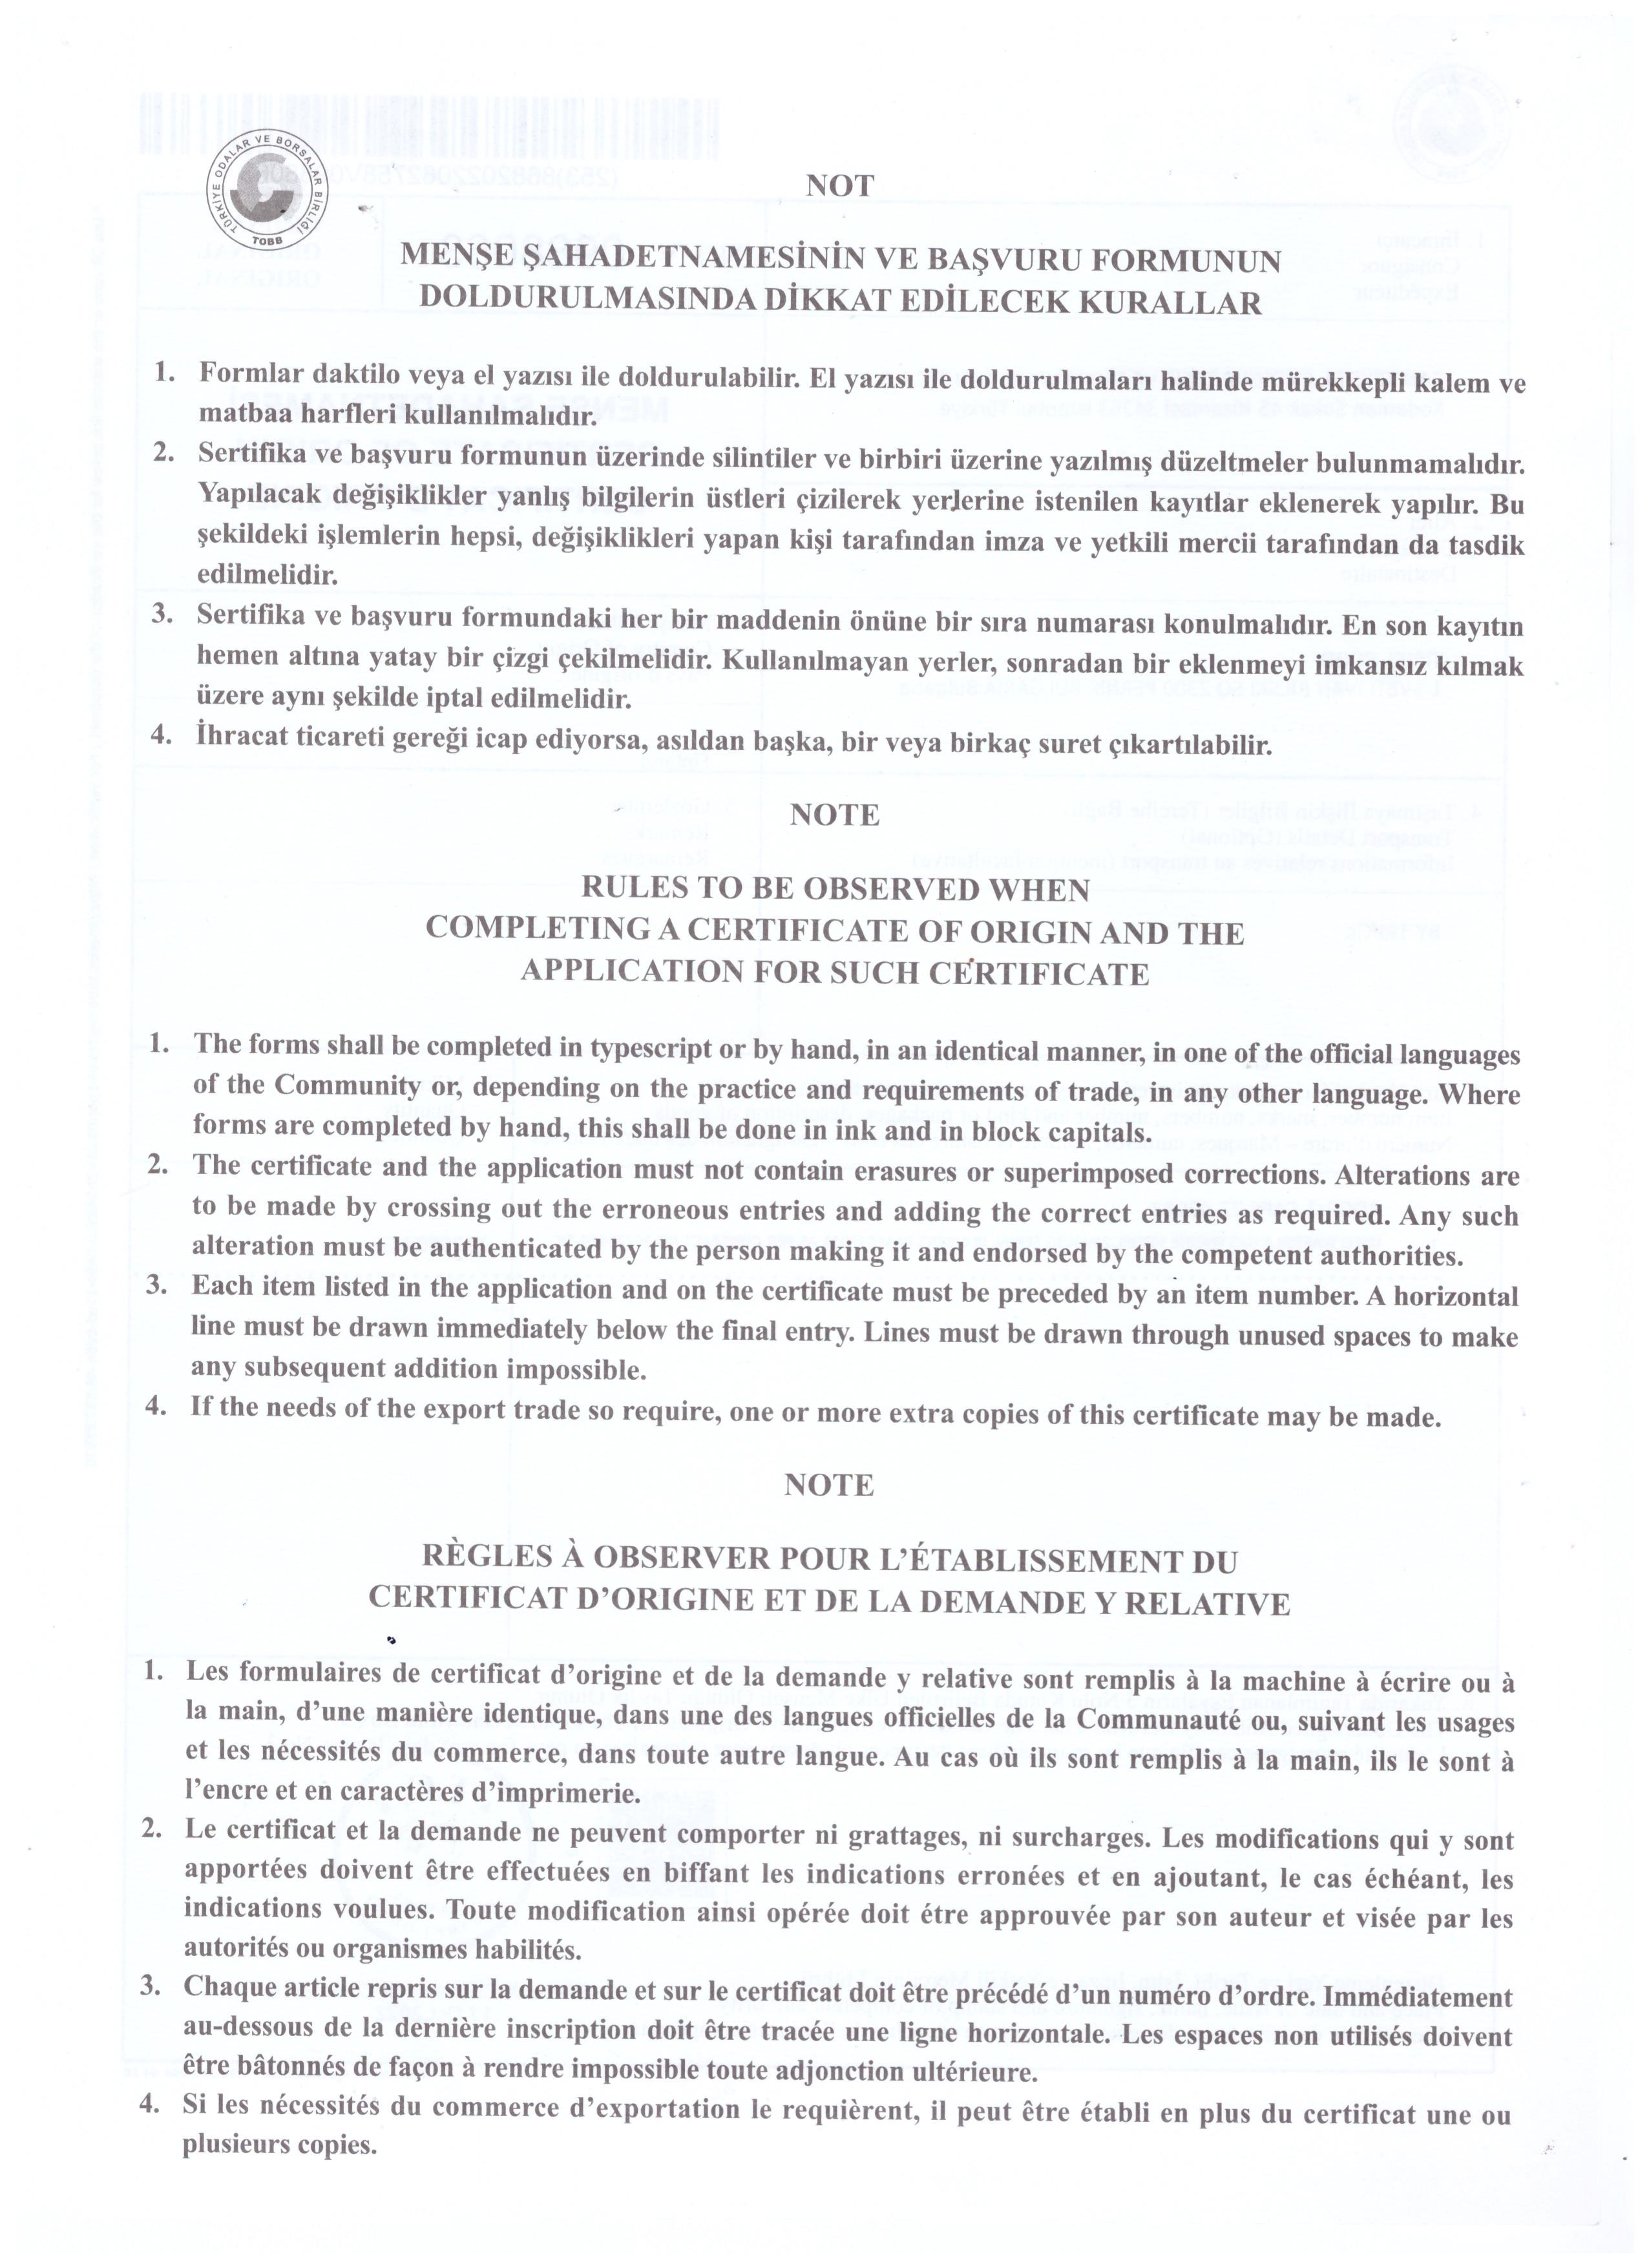 TÜRKİYE ODALAR VE BORSALAR BİRLİĞİ
TOBB
NOT
MENŞE ŞAHADETNAMESİNİN VE BAŞVURU FORMUNUN
DOLDURULMASINDA DİKKAT EDİLECEK KURALLAR
1. Formlar daktilo veya el yazısı ile doldurulabilir. El yazısı ile doldurulmaları halinde mürekkepli kalem ve
matbaa harfleri kullanılmalıdır.
2. Sertifika ve başvuru formunun üzerinde silintiler ve birbiri üzerine yazılmış düzeltmeler bulunmamalıdır.
Yapılacak değişiklikler yanlış bilgilerin üstleri çizilerek yerlerine istenilen kayıtlar eklenerek yapılır. Bu
şekildeki işlemlerin hepsi, değişiklikleri yapan kişi tarafından imza ve yetkili mercii tarafından da tasdik
edilmelidir.
3. Sertifika ve başvuru formundaki her bir maddenin önüne bir sıra numarası konulmalıdır. En son kayıtın
hemen altına yatay bir çizgi çekilmelidir. Kullanılmayan yerler, sonradan bir eklenmeyi imkansız kılmak
üzere aynı şekilde iptal edilmelidir.
4. İhracat ticareti gereği icap ediyorsa, asıldan başka, bir veya birkaç suret çıkartılabilir.
NOTE
RULES TO BE OBSERVED WHEN
COMPLETING A CERTIFICATE OF ORIGIN AND THE
APPLICATION FOR SUCH CERTIFICATE
1. The forms shall be completed in typescript or by hand, in an identical manner, in one of the official languages
of the Community or, depending on the practice and requirements of trade, in any other language. Where
forms are completed by hand, this shall be done in ink and in block capitals.
2. The certificate and the application must not contain erasures or superimposed corrections. Alterations are
to be made by crossing out the erroneous entries and adding the correct entries as required. Any such
alteration must be authenticated by the person making it and endorsed by the competent authorities.
3. Each item listed in the application and on the certificate must be preceded by an item number. A horizontal
line must be drawn immediately below the final entry. Lines must be drawn through unused spaces to make
any subsequent addition impossible.
4. If the needs of the export trade so require, one or more extra copies of this certificate may be made.
NOTE
RÈGLES À OBSERVER POUR L’ÉTABLISSEMENT DU
CERTIFICAT D’ORIGINE ET DE LA DEMANDE Y RELATIVE
1. Les formulaires de certificat d’origine et de la demande y relative sont remplis à la machine à écrire ou à
la main, d’une manière identique, dans une des langues officielles de la Communauté ou, suivant les usages
et les nécessités du commerce, dans toute autre langue. Au cas où ils sont remplis à la main, ils le sont à
l’encre et en caractères d’imprimerie.
2. Le certificat et la demande ne peuvent comporter ni grattages, ni surcharges. Les modifications qui y sont
apportées doivent être effectuées en biffant les indications erronées et en ajoutant, le cas échéant, les
indications voulues. Toute modification ainsi opérée doit étre approuvée par son auteur et visée par les
autorités ou organismes habilités.
3. Chaque article repris sur la demande et sur le certificat doit être précédé d’un numéro d’ordre. Immédiatement
au-dessous de la dernière inscription doit être tracée une ligne horizontale. Les espaces non utilisés doivent
être bâtonnés de façon à rendre impossible toute adjonction ultérieure.
4. Si les nécessités du commerce d’exportation le requièrent, il peut être établi en plus du certificat une ou
plusieurs copies.